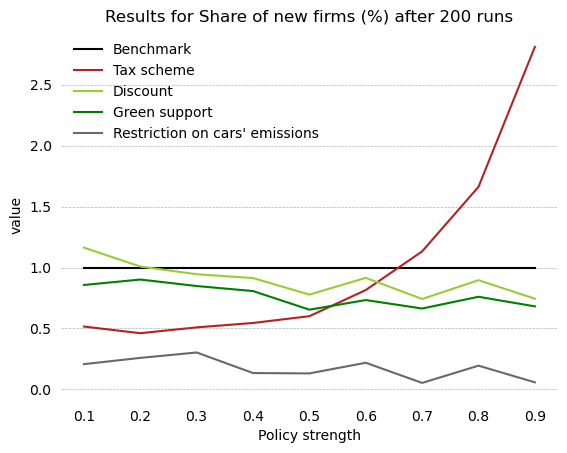 Results for Share of new firms (%) after 200 runs
Benchmark
Tax scheme
Discount
Green support
Restriction on cars' emissions
value
2.5
2.0
1.5
1.0
0.5
0.0
0.1 0.2 0.3 0.4 0.5 0.6 0.7 0.8 0.9
Policy strength